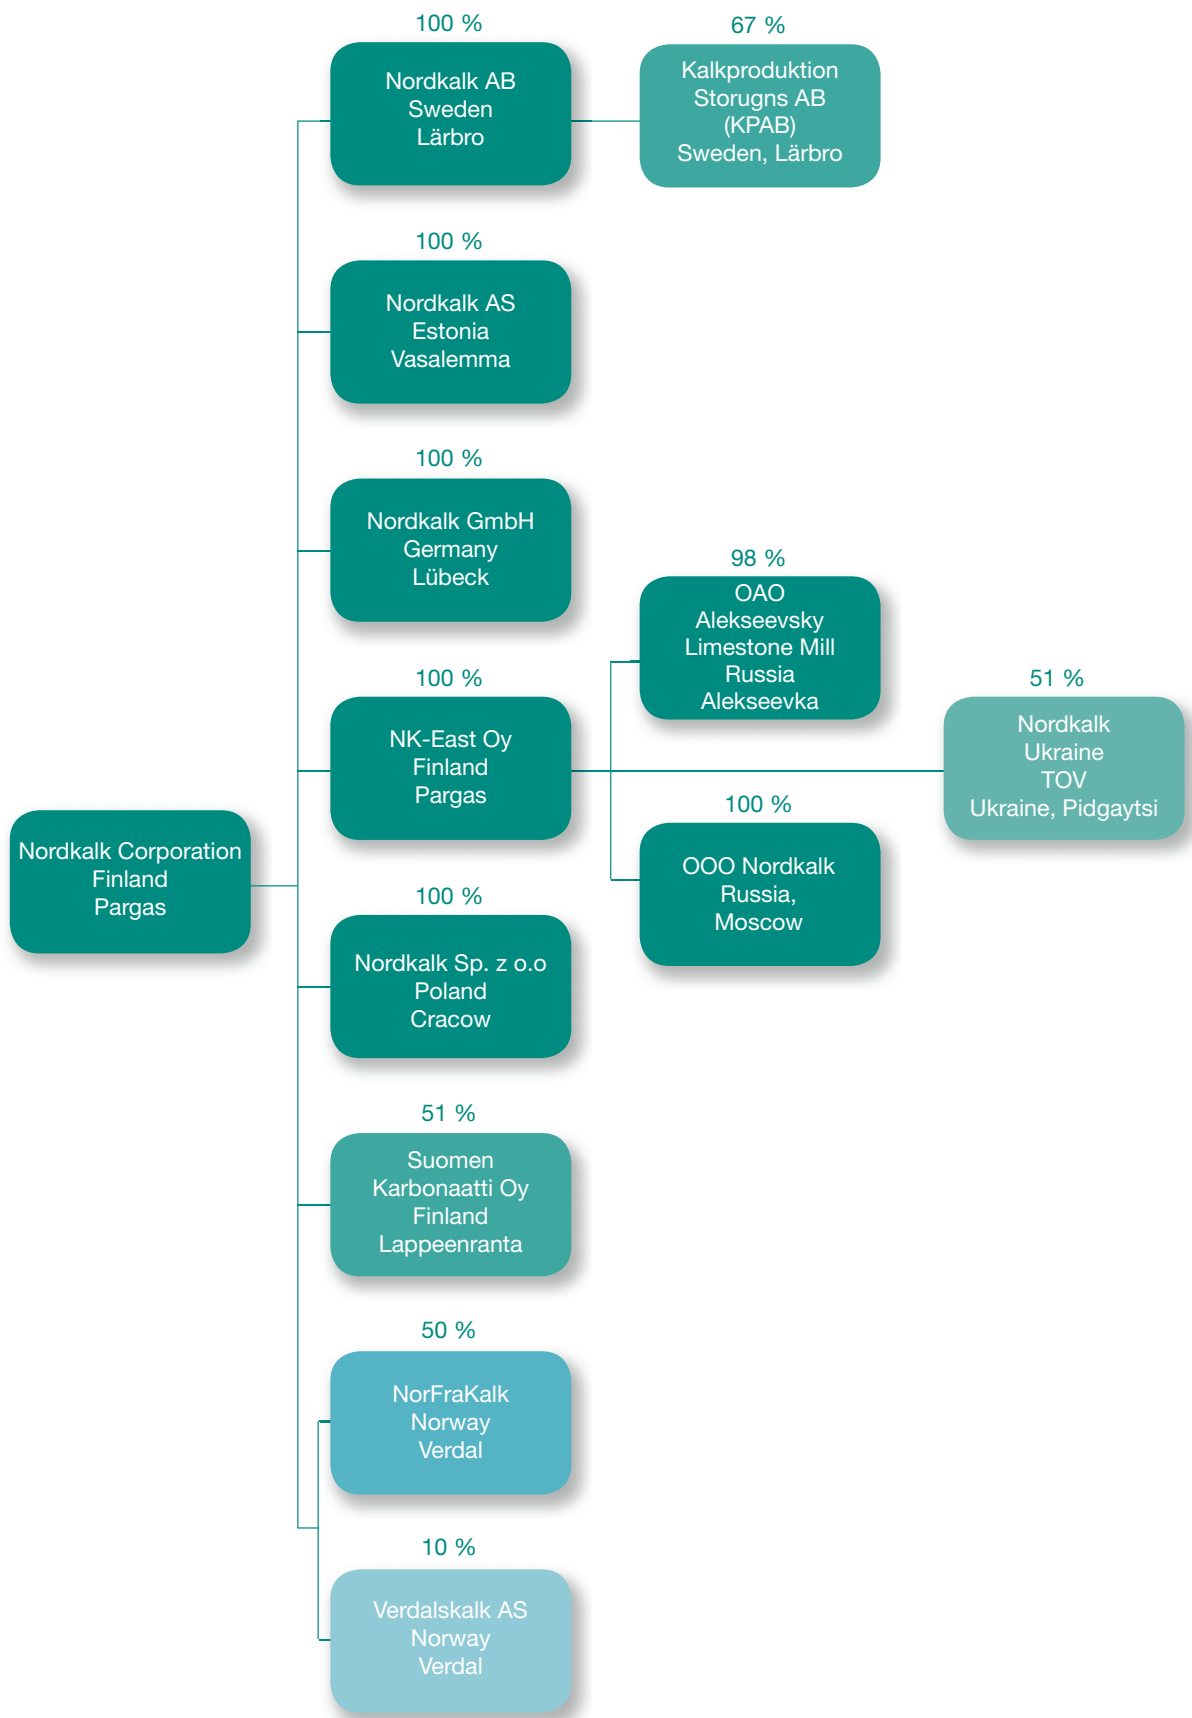 100 %
Nordkalk AB
Sweden
Lärbro
67 %
Kalkproduktion
Storugns AB
(KPAB)
Sweden, Lärbro
100 %
Nordkalk AS
Estonia
Vasalemma
100 %
Nordkalk GmbH
Germany
Lübeck
98 %
OAO
Alekseevsky
Limestone Mill
Russia
Alekseevka
100 %
NK-East Oy
Finland
Pargas
51 %
Nordkalk
Ukraine
TOV
Ukraine, Pidgaytsi
100 %
OOO Nordkalk
Russia,
Moscow
Nordkalk Corporation
Finland
Pargas
100 %
Nordkalk Sp. z o.o
Poland
Cracow
51 %
Suomen
Karbonaatti Oy
Finland
Lappeenranta
50 %
NorFraKalk
Norway
Verdal
10 %
Verdalskalk AS
Norway
Verdal